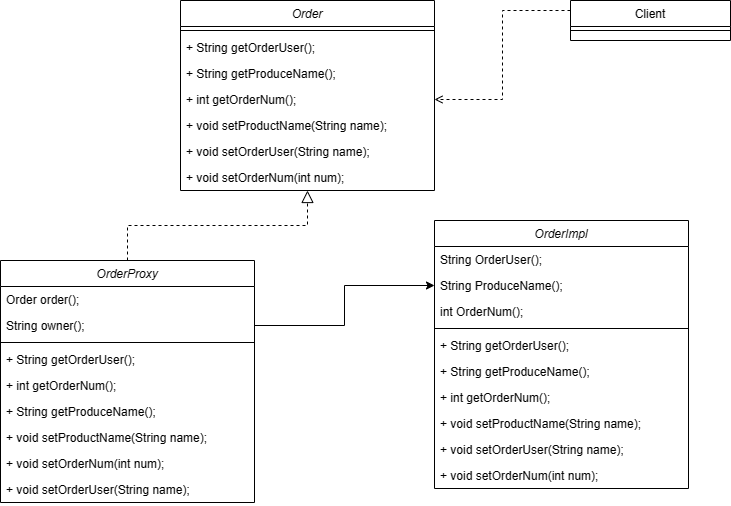 Order
+ String getOrderUser();
+ String getProduceName();
+ int getOrderNum();
+ void setProductName(String name);
+ void setOrderUser(String name);
+ void setOrderNum(int num);
Client
OrderProxy
Order order();
String owner();
+ String getOrderUser();
+ int getOrderNum();
+ String getProduceName();
+ void setProductName(String name);
+ void setOrderNum(int num);
+ void setOrderUser(String name);
OrderImpl
String OrderUser();
String ProduceName();
int OrderNum();
+ String getOrderUser();
+ String getProduceName();
+ int getOrderNum();
+ void setProductName(String name);
+ void setOrderUser(String name);
+ void setOrderNum(int num);